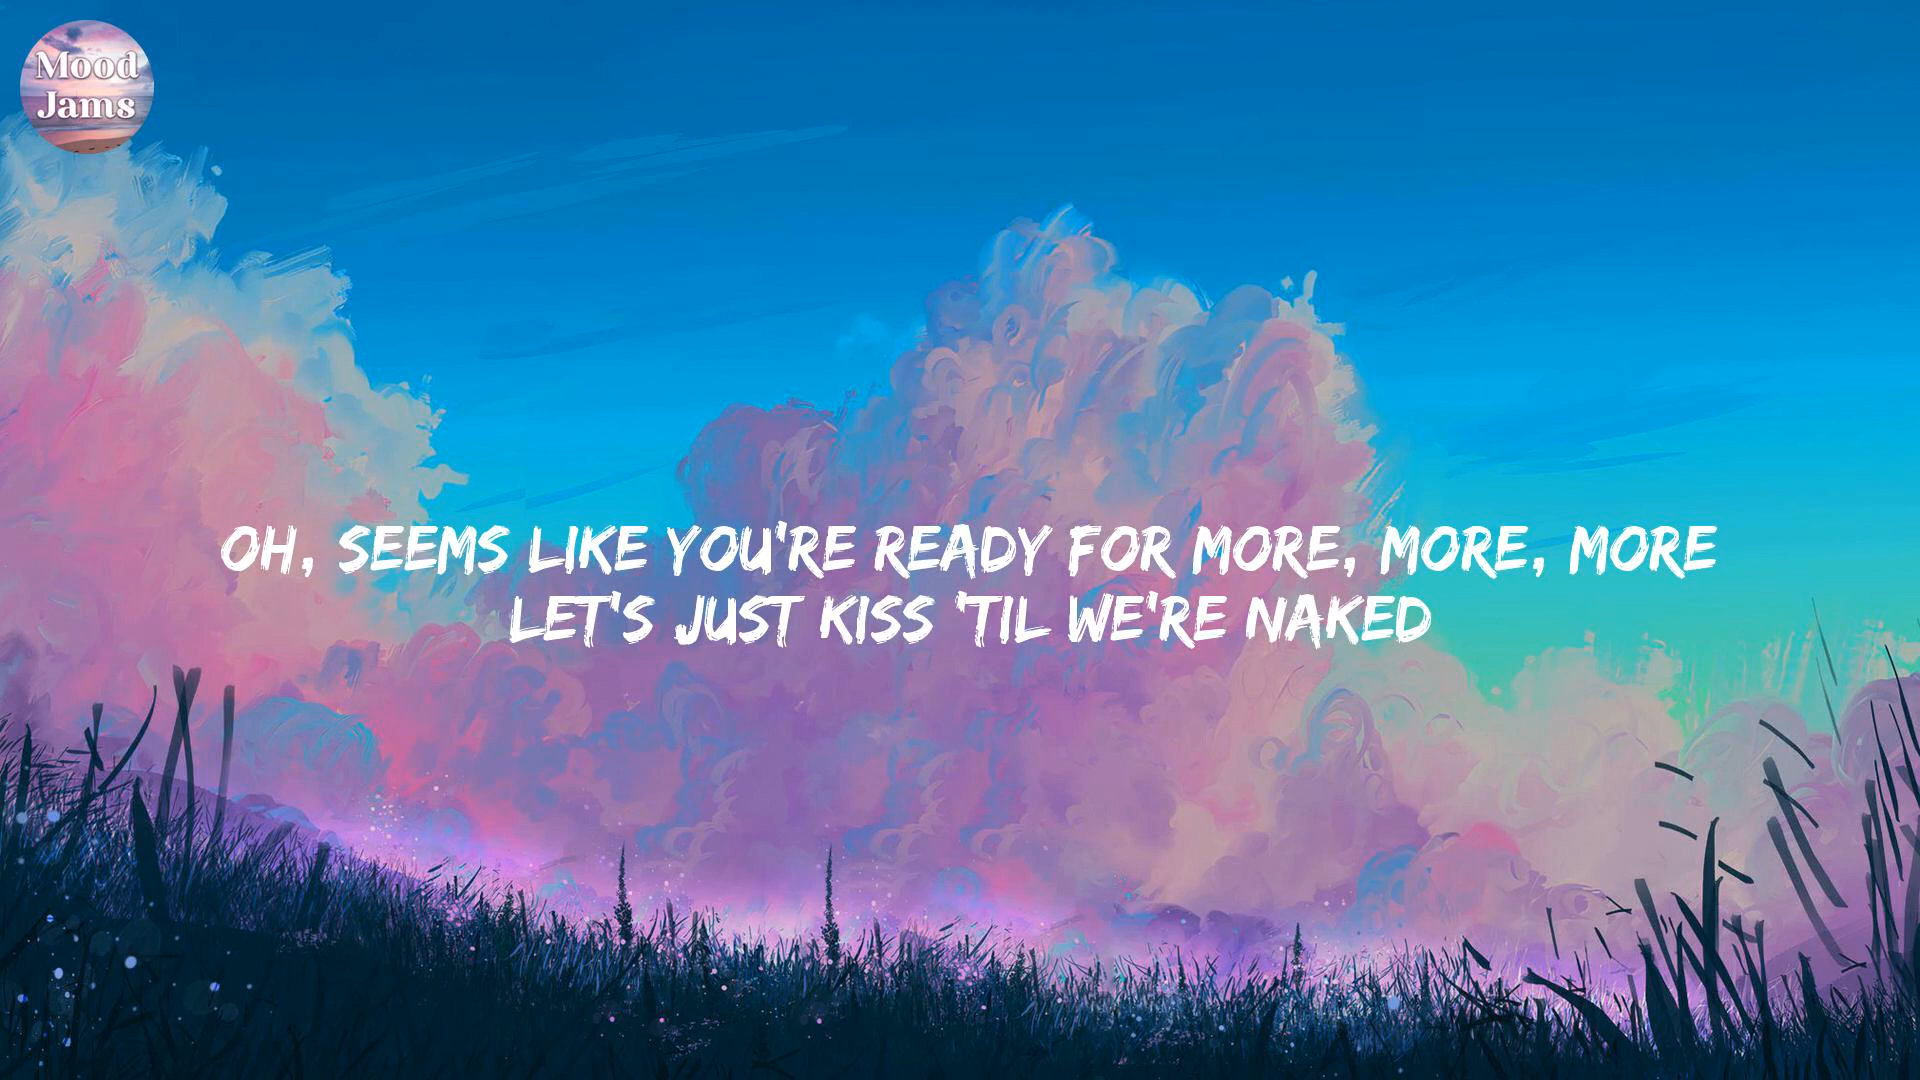 Mood
Jams
OH, SEEMS LIKE YOU'RE READY FOR MORE, MORE, MORE
LET'S JUST KISS 'TIL WE'RE NAKED